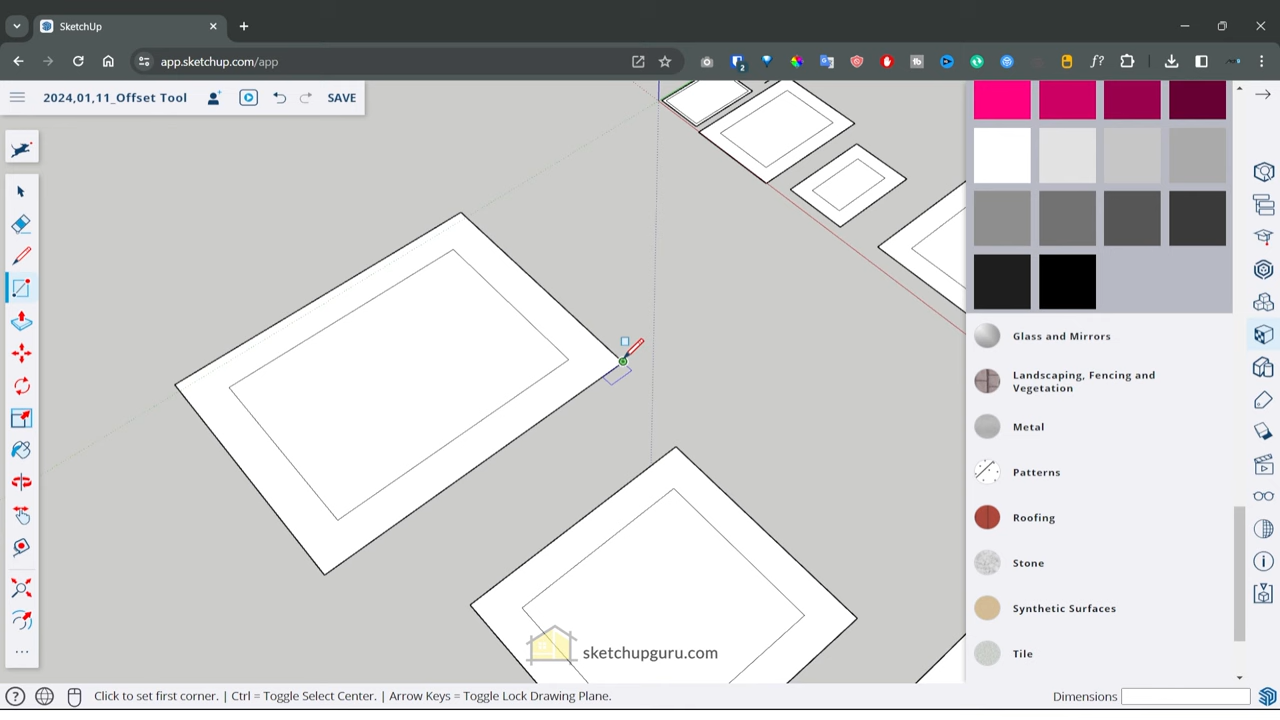 SketchUp
app.sketchup.com/app
2024,01,11_Offset Tool
SAVE
Glass and Mirrors
Landscaping, Fencing and
Vegetation
Metal
Patterns
Roofing
Stone
Synthetic Surfaces
Tile
sketchupguru.com
Click to set first corner. | Ctrl = Toggle Select Center. | Arrow Keys = Toggle Lock Drawing Plane.
Dimensions